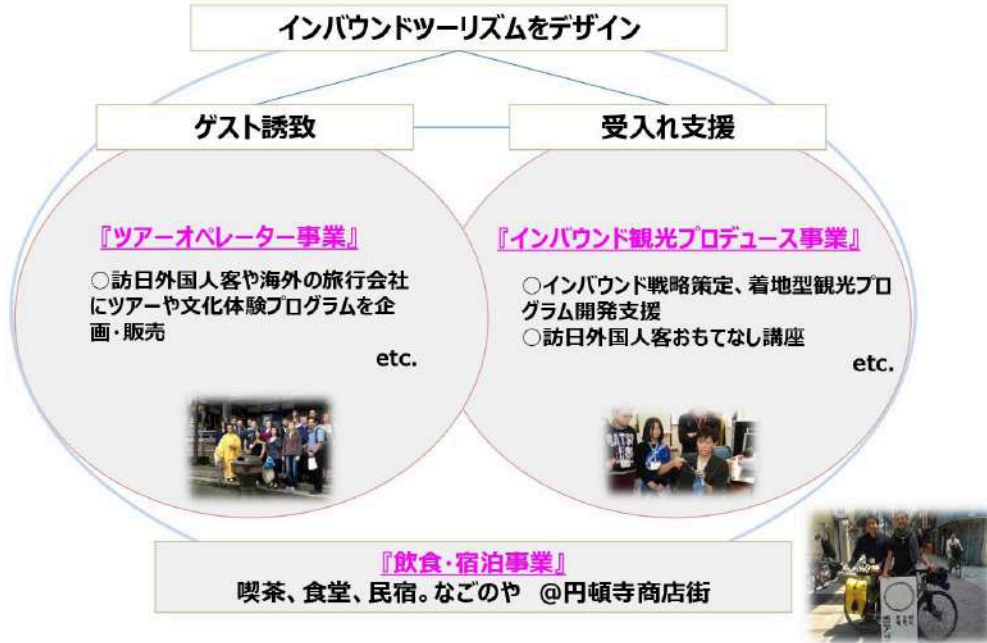 インバウンドツーリズムをデザイン
ゲスト誘致
受入れ支援
『ツアーオペレーター事業』
○訪日外国人客や海外の旅行会社
にツアーや文化体験プログラムを企
画・販売
etc.
『インバウンド観光プロデュース事業』
○インバウンド戦略策定、着地型観光プロ
グラム開発支援
○訪日外国人客おもてなし講座
etc.
『飲食・宿泊事業』
喫茶、食堂、民宿。なごのや @円頓寺商店街